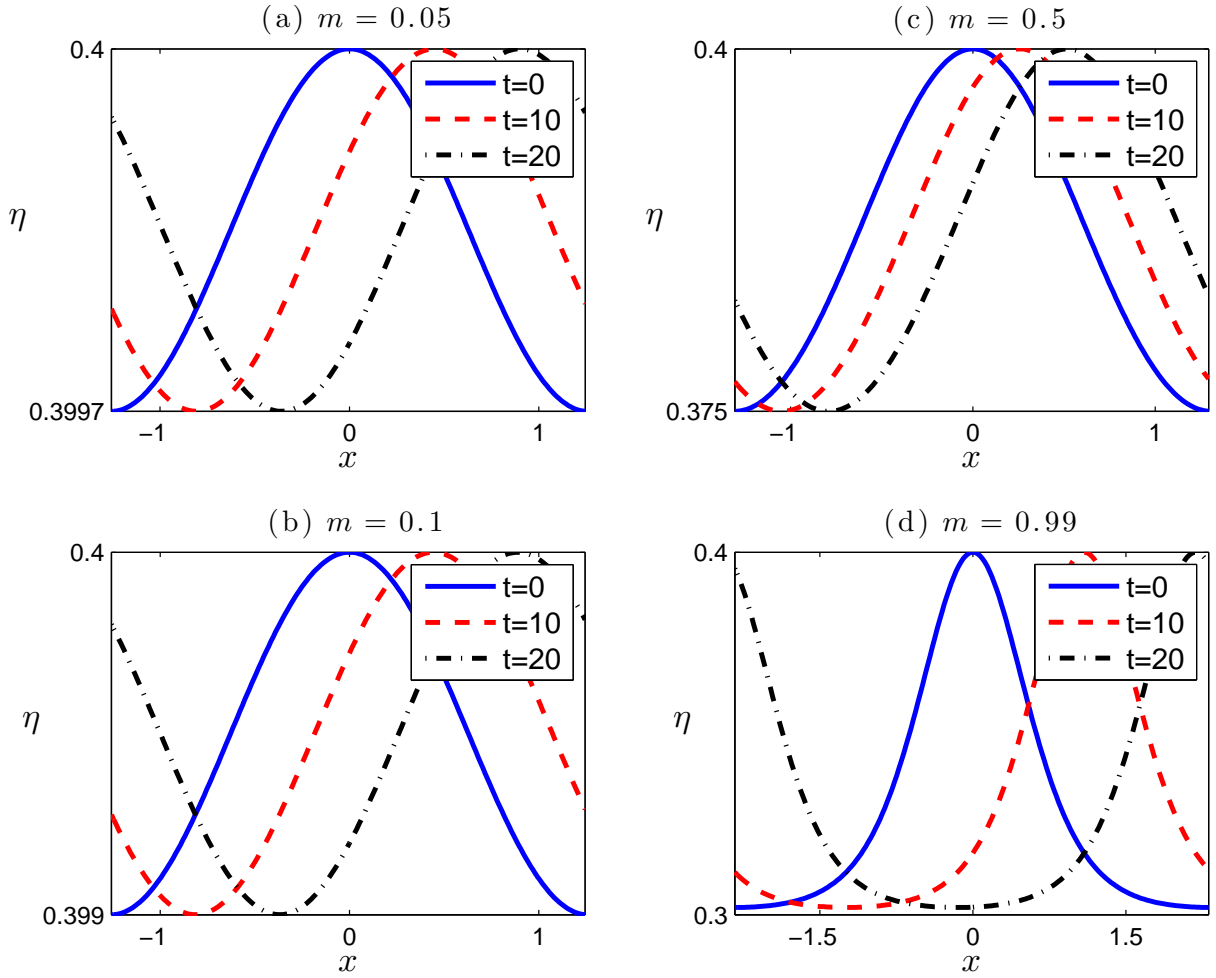 (a) m = 0.05
0.4
t=0
t=10
t=20
η
0.3997
−1 0 1
x
(c) m = 0.5
0.4
t=0
t=10
t=20
η
0.375
−1 0 1
x
(b) m = 0.1
0.4
t=0
t=10
t=20
η
0.399
−1 0 1
x
(d) m = 0.99
0.4
t=0
t=10
t=20
η
0.3
−1.5 0 1.5
x